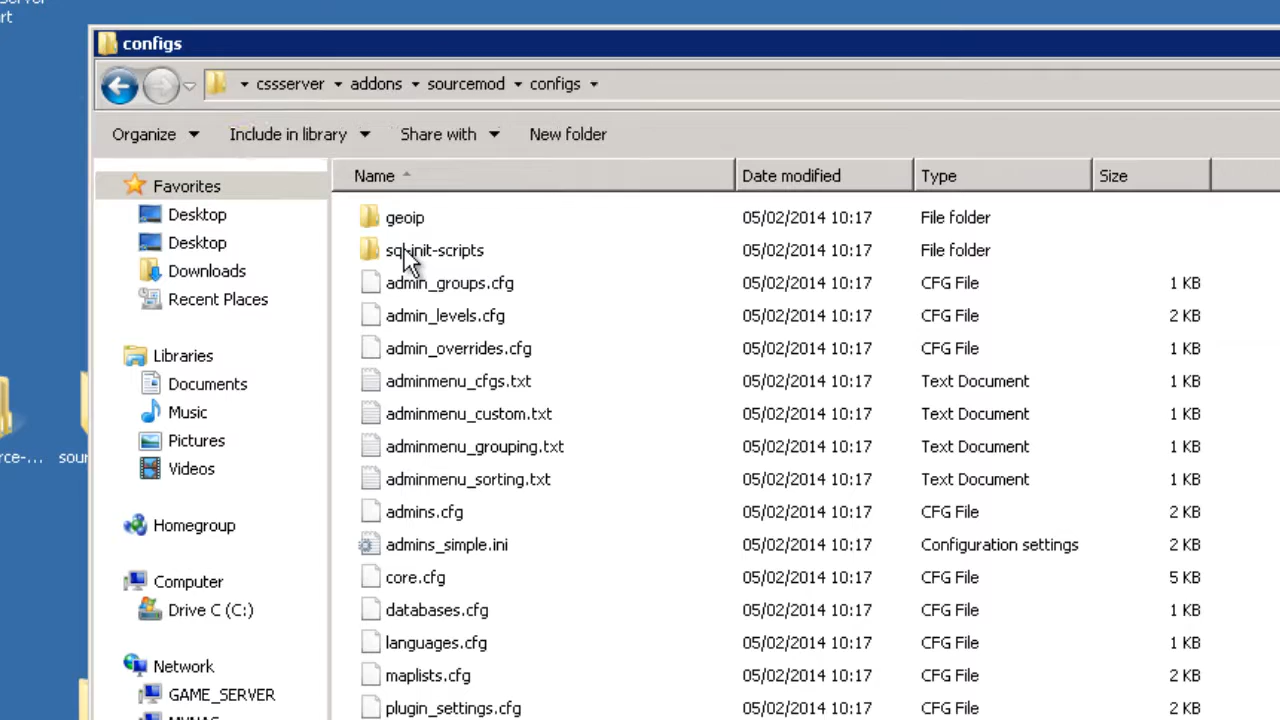 rt
configs
cssserver addons sourcemod configs
Organize Include in library Share with New folder
Name Date modified Type Size
Favorites
Desktop
Desktop
Downloads
Recent Places
Libraries
Documents
Music
Pictures
Videos
Homegroup
Computer
Drive C (C:)
Network
GAME_SERVER
geoip 05/02/2014 10:17 File folder
sql-init-scripts 05/02/2014 10:17 File folder
admin_groups.cfg 05/02/2014 10:17 CFG File 1 KB
admin_levels.cfg 05/02/2014 10:17 CFG File 2 KB
admin_overrides.cfg 05/02/2014 10:17 CFG File 1 KB
adminmenu_cfgs.txt 05/02/2014 10:17 Text Document 1 KB
adminmenu_custom.txt 05/02/2014 10:17 Text Document 1 KB
adminmenu_grouping.txt 05/02/2014 10:17 Text Document 1 KB
adminmenu_sorting.txt 05/02/2014 10:17 Text Document 1 KB
admins.cfg 05/02/2014 10:17 CFG File 2 KB
admins_simple.ini 05/02/2014 10:17 Configuration settings 2 KB
core.cfg 05/02/2014 10:17 CFG File 5 KB
databases.cfg 05/02/2014 10:17 CFG File 1 KB
languages.cfg 05/02/2014 10:17 CFG File 1 KB
maplists.cfg 05/02/2014 10:17 CFG File 2 KB
plugin_settings.cfg 05/02/2014 10:17 CFG File 2 KB
rce-... sour